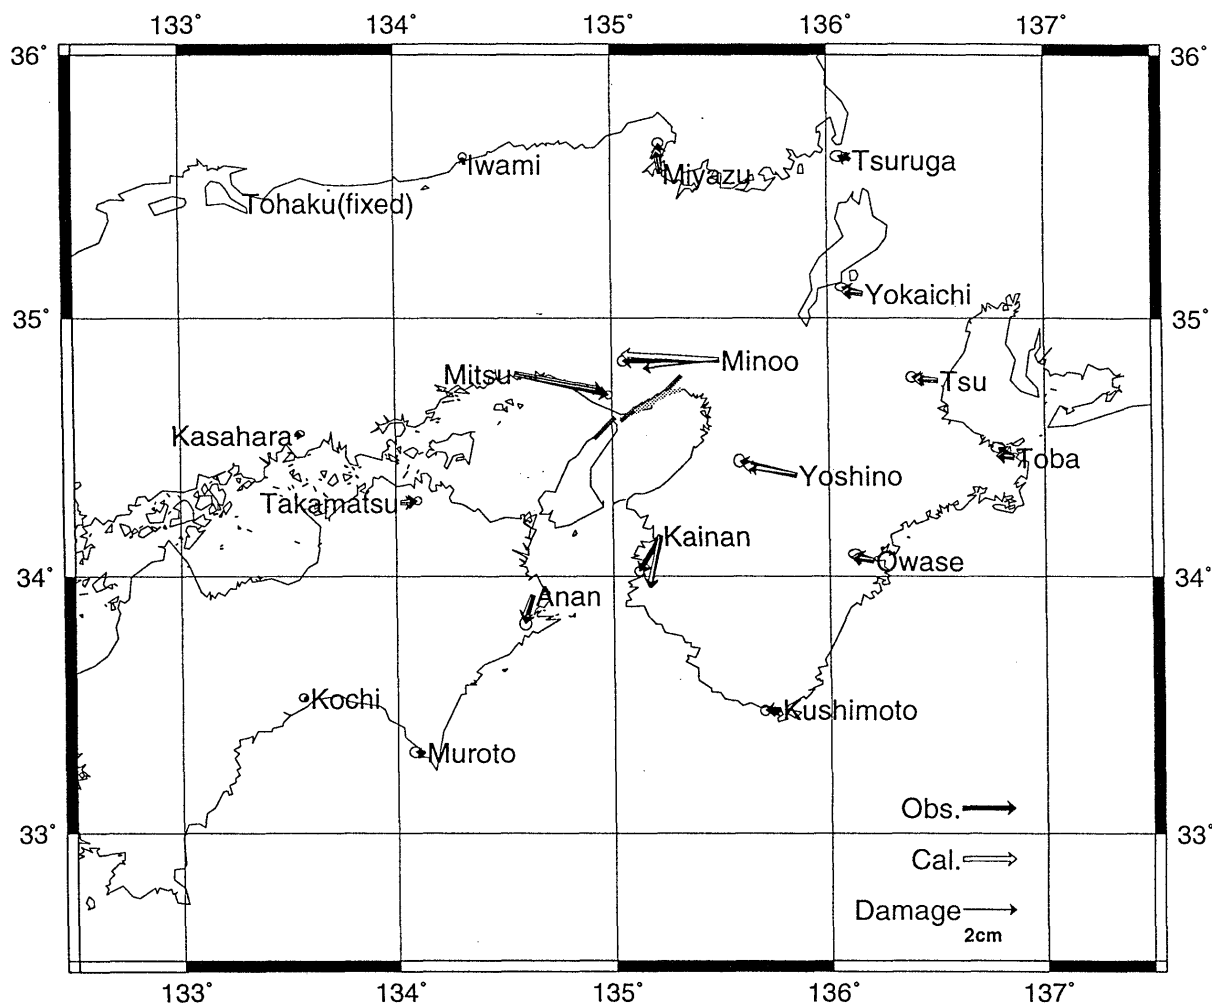 133° 134° 135° 136° 137°
36° 36°
Iwami
Miyazu
Tsuruga
Tohaku(fixed)
Yokaichi
35° 35°
Mitsu
Minoo
Tsu
Kasahara
Toba
Yoshino
Takamatsu
Kainan
Owase
34° 34°
Anan
Kochi
Kushimoto
Muroto
Obs.
33° 33°
Cal.
Damage
2cm
133° 134° 135° 136° 137°